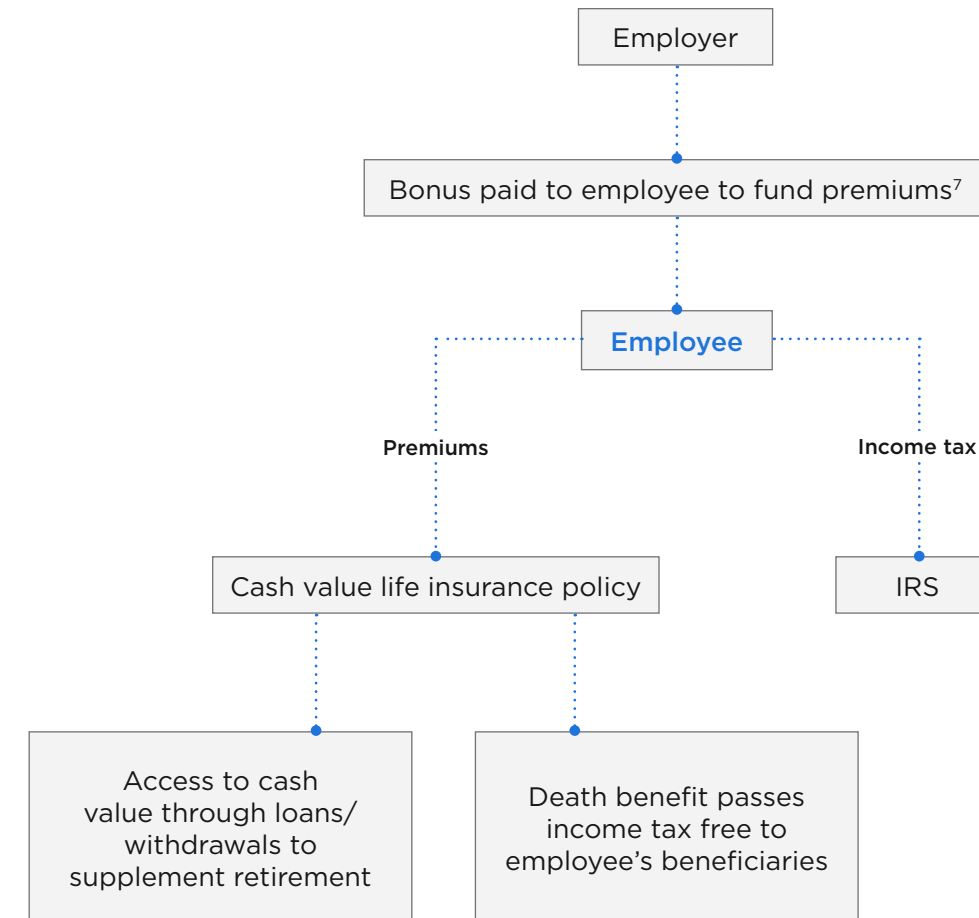 Employer
Bonus paid to employee to fund premiums⁷
Employee
Premiums
Income tax
Cash value life insurance policy
IRS
Access to cash
value through loans/
withdrawals to
supplement retirement
Death benefit passes
income tax free to
employee’s beneficiaries